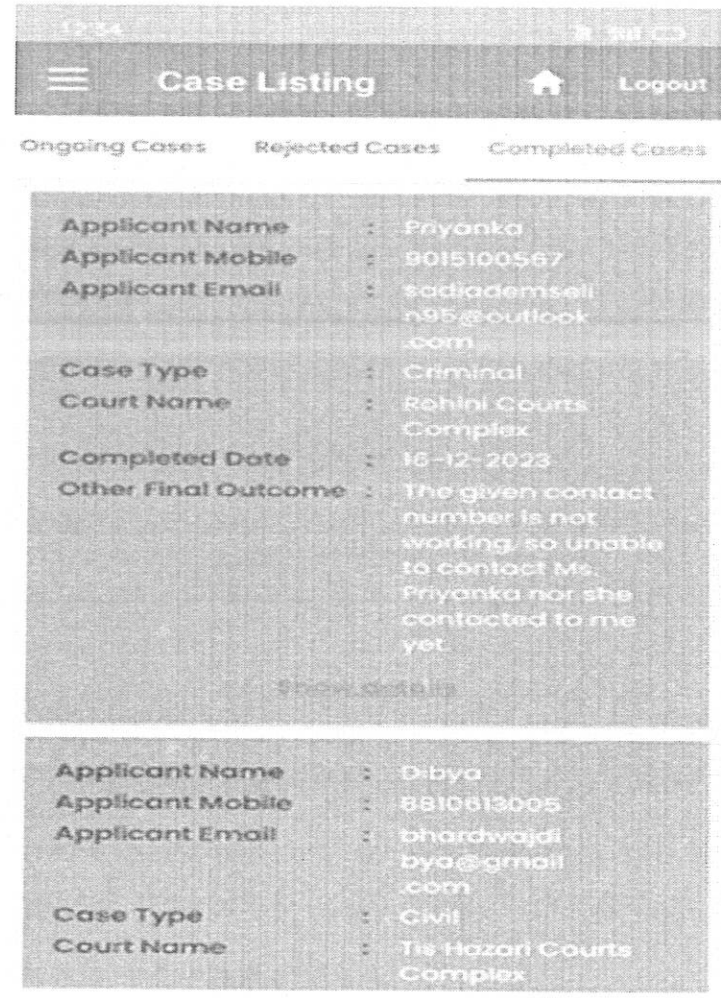 12:54
Case Listing Logout
Ongoing Cases Rejected Cases Completed Cases
Applicant Name : Priyanka
Applicant Mobile : 9015100567
Applicant Email : sadiademseli
n95@outlook
.com
Case Type : Criminal
Court Name : Rohini Courts
Complex
Completed Date : 16-12-2023
Other Final Outcome : The given contact
number is not
working, so unable
to contact Ms.
Priyanka nor she
contacted to me
yet.
Show details
Applicant Name : Dibya
Applicant Mobile : 8810613005
Applicant Email : bhardwajdi
bya@gmail
.com
Case Type : Civil
Court Name : Tis Hazari Courts
Complex